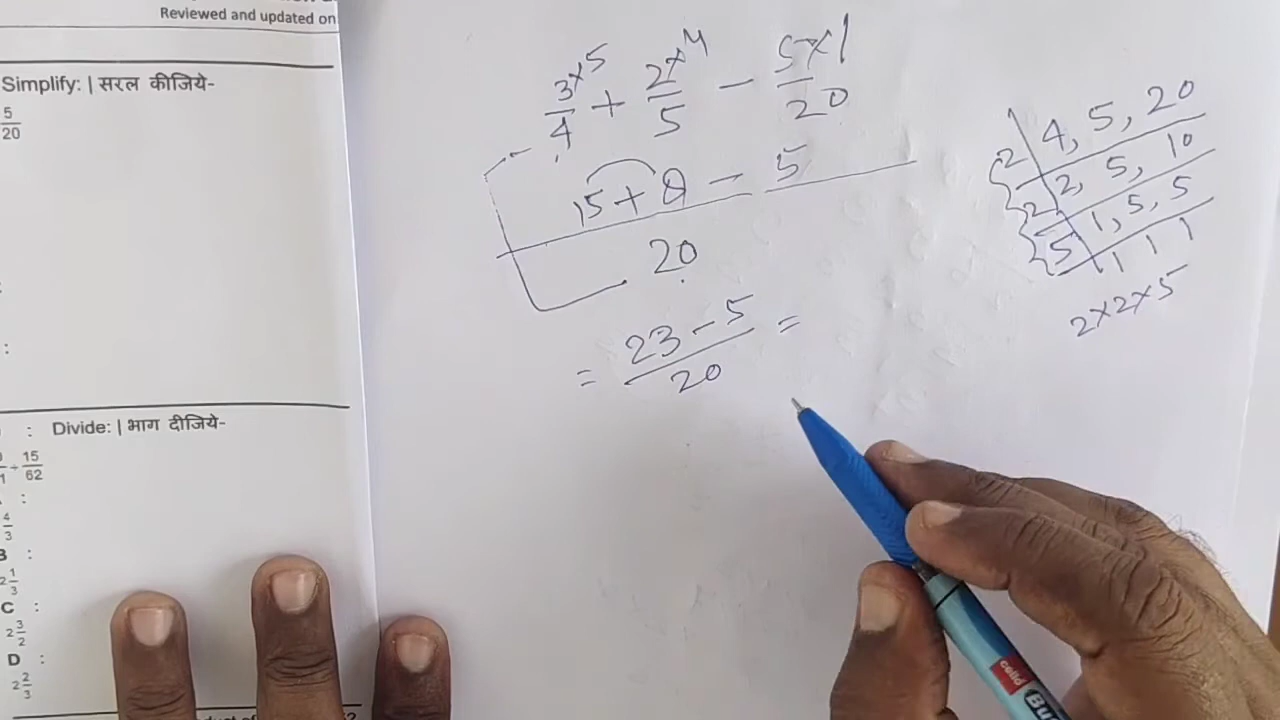 Reviewed and updated on
Simplify: | सरल कीजिये-
5
20
:
Divide: | भाग दीजिये-
÷ 15
62
:
4
3
B :
2 1
3
C :
2 3
2
D :
2 2
3
3×5 + 2×4 - 5×1
4 5 20
15 + 8 - 5
20
= 23 - 5 =
20
2 4, 5, 20
2 2, 5, 10
5 1, 5, 5
1 1 1
2×2×5
cello